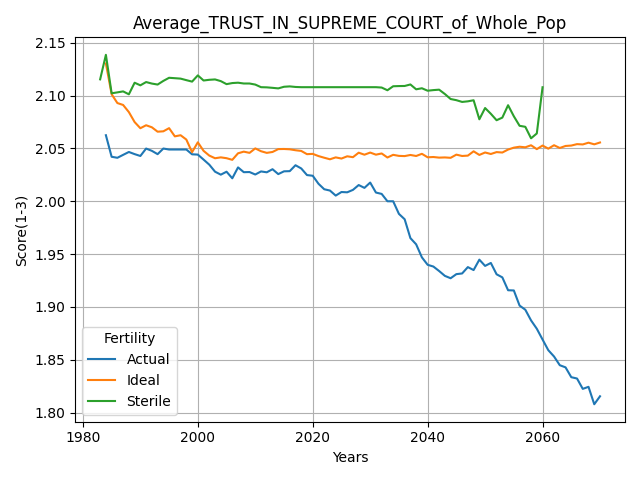 Average_TRUST_IN_SUPREME_COURT_of_Whole_Pop
2.15
2.10
2.05
2.00
1.95
1.90
1.85
1.80
Score(1-3)
Fertility
Actual
Ideal
Sterile
1980 2000 2020 2040 2060
Years